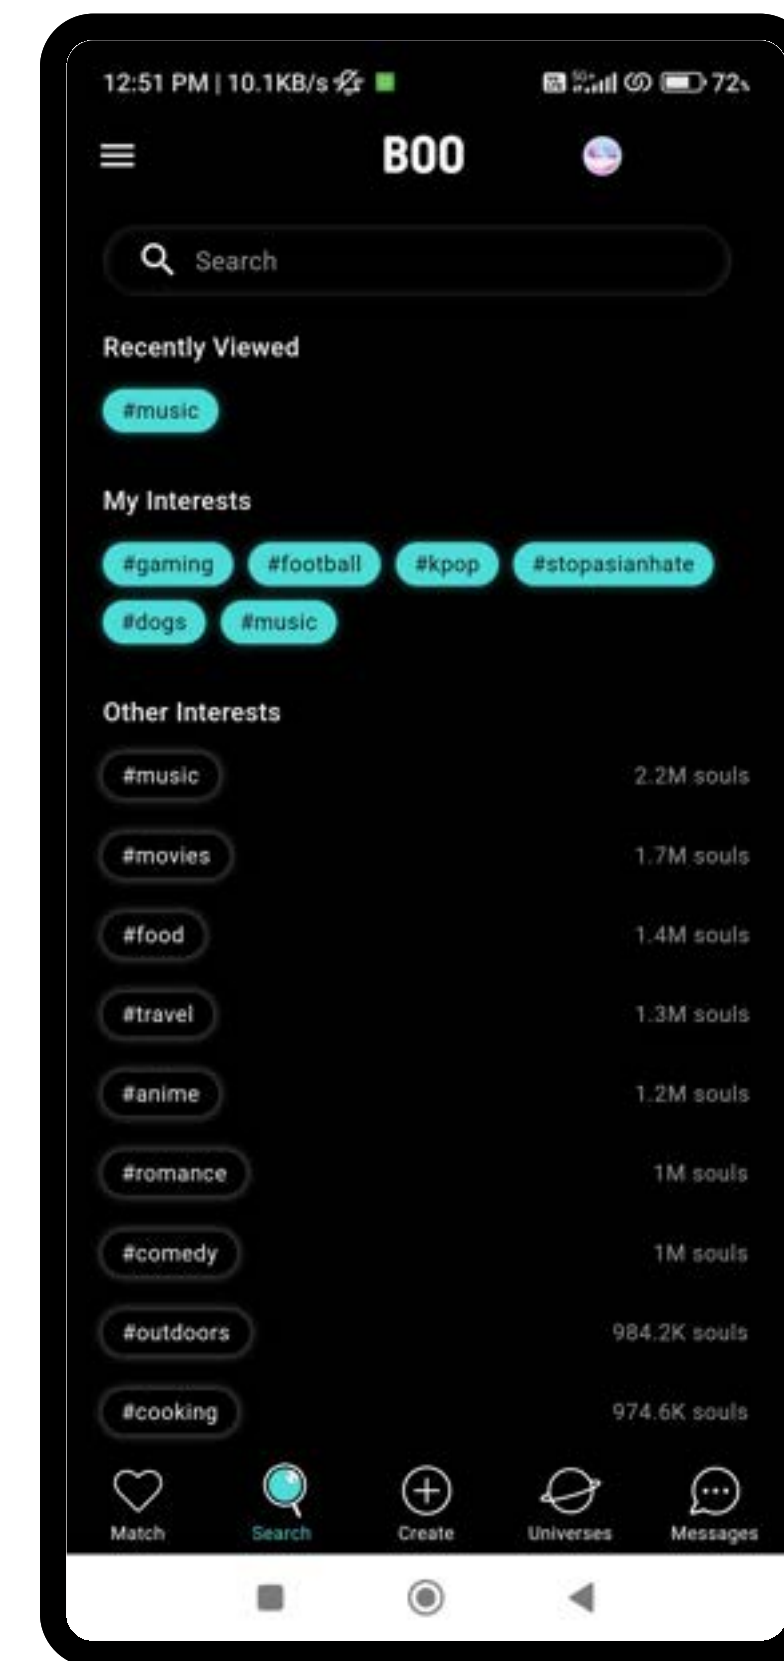 12:51 PM | 10.1KB/s 72%
BOO
Search
Recently Viewed
#music
My Interests
#gaming #football #kpop #stopasianhate
#dogs #music
Other Interests
#music 2.2M souls
#movies 1.7M souls
#food 1.4M souls
#travel 1.3M souls
#anime 1.2M souls
#romance 1M souls
#comedy 1M souls
#outdoors 984.2K souls
#cooking 974.6K souls
Match Search Create Universes Messages